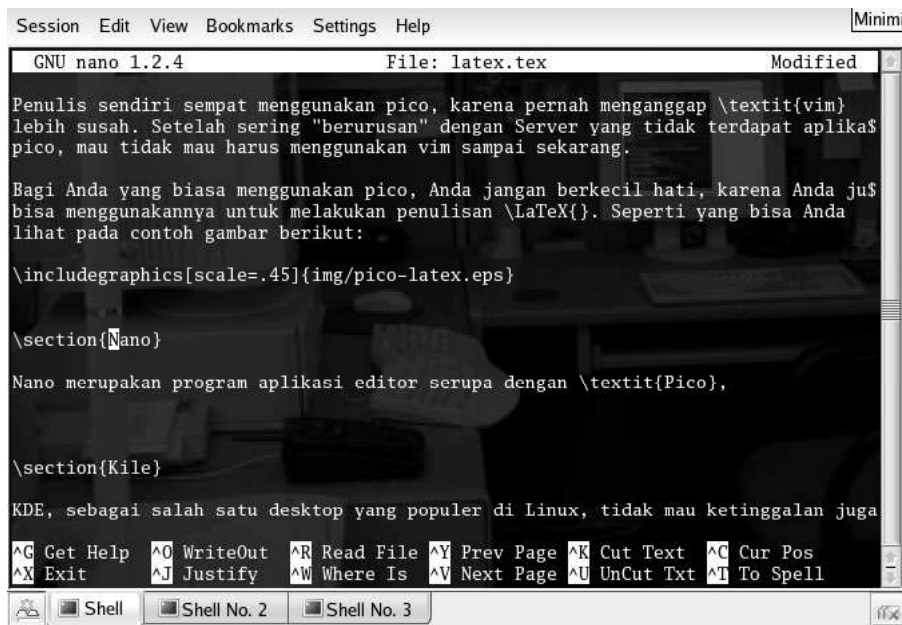 Session Edit View Bookmarks Settings Help
Minimi
GNU nano 1.2.4 File: latex.tex Modified
Penulis sendiri sempat menggunakan pico, karena pernah menganggap \textit{vim}
lebih susah. Setelah sering "berurusan" dengan Server yang tidak terdapat aplika$
pico, mau tidak mau harus menggunakan vim sampai sekarang.
Bagi Anda yang biasa menggunakan pico, Anda jangan berkecil hati, karena Anda ju$
bisa menggunakannya untuk melakukan penulisan \LaTeX{}. Seperti yang bisa Anda
lihat pada contoh gambar berikut:
\includegraphics[scale=.45]{img/pico-latex.eps}
\section{Nano}
Nano merupakan program aplikasi editor serupa dengan \textit{Pico},
\section{Kile}
KDE, sebagai salah satu desktop yang populer di Linux, tidak mau ketinggalan juga
^G Get Help ^O WriteOut ^R Read File ^Y Prev Page ^K Cut Text ^C Cur Pos
^X Exit ^J Justify ^W Where Is ^V Next Page ^U UnCut Txt ^T To Spell
Shell Shell No. 2 Shell No. 3